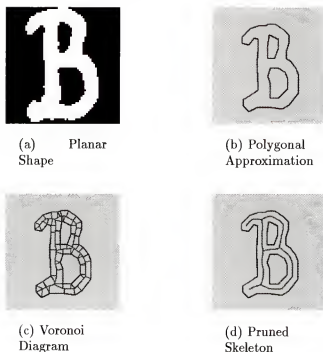 B
(a) Planar
Shape
(b) Polygonal
Approximation
(c) Voronoi
Diagram
(d) Pruned
Skeleton